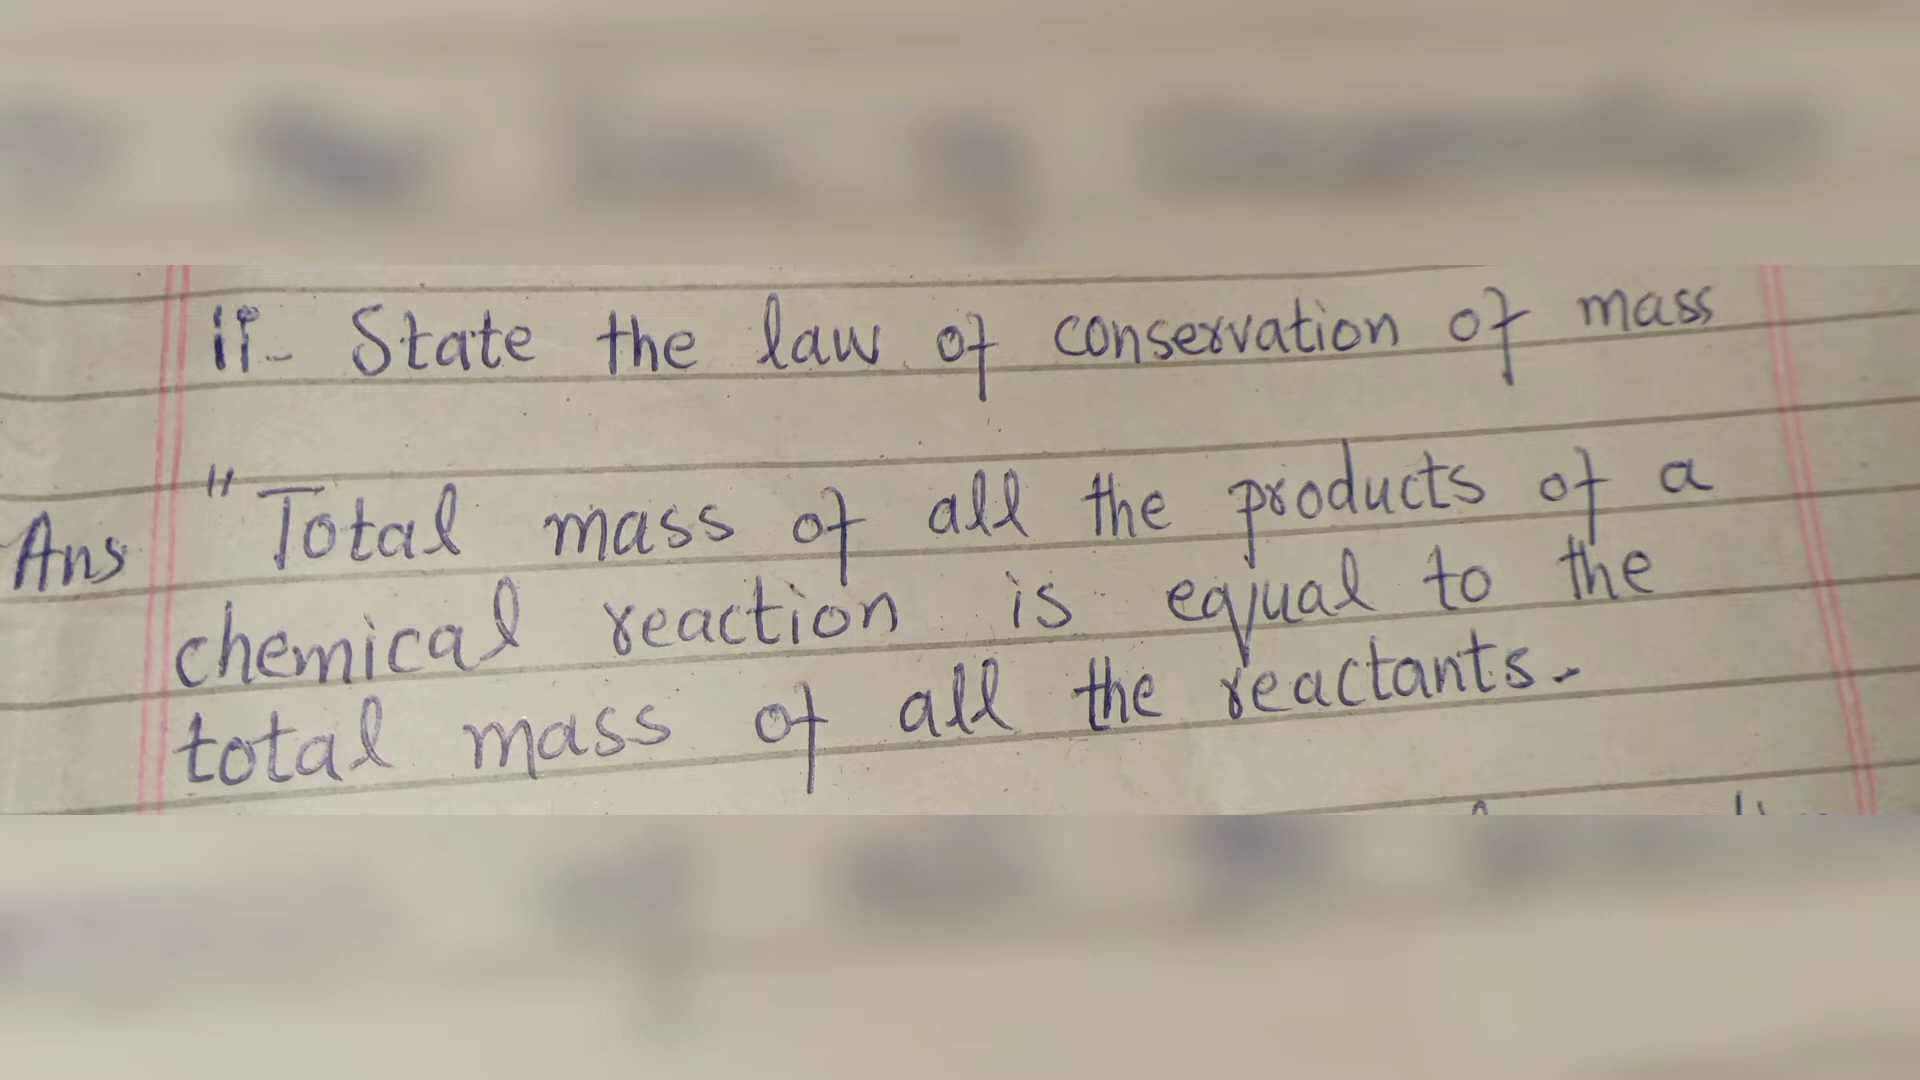 ii- State the law of conservation of mass
Ans "Total mass of all the products of a
chemical reaction is equal to the
total mass of all the reactants.